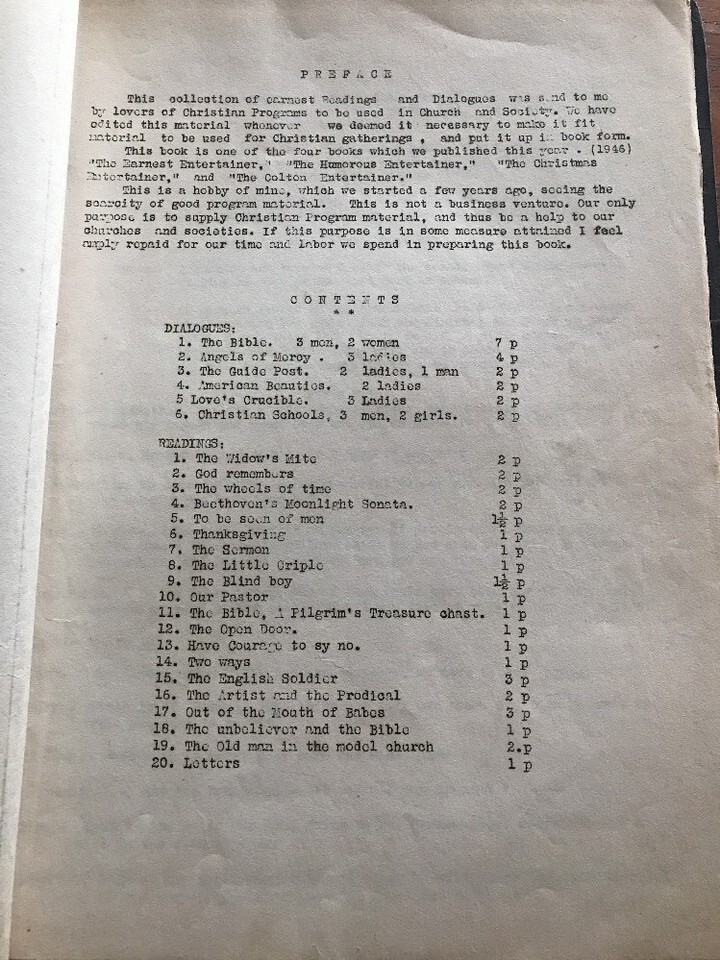 PREFACE
This collection of earnest Readings and Dialogues was send to me
by lovers of Christian Programs to be used in Church and Society. We have
edited this material whenever we deemed it necessary to make it fit
material to be used for Christian gatherings , and put it up in book form.
This book is one of the four books which we published this year . (1946)
"The Earnest Entertainer," "The Humorous Entertainer," "The Christmas
Entertainer," and "The Colton Entertainer."
This is a hobby of mine, which we started a few years ago, seeing the
scarcity of good program material. This is not a business venture. Our only
purpose is to supply Christian Program material, and thus be a help to our
churches and societies. If this purpose is in some measure attained I feel
amply repaid for our time and labor we spend in preparing this book.
CONTENTS
* *
DIALOGUES:
1. The Bible. 3 men, 2 women 7 p
2. Angels of Mercy . 3 ladies 4 p
3. The Guide Post. 2 ladies, 1 man 2 p
4. American Beauties. 2 ladies 2 p
5 Love's Crucible. 3 Ladies 2 p
6. Christian Schools, 3 men, 2 girls. 2 p
READINGS:
1. The Widow's Mite 2 p
2. God remembers 2 p
3. The wheels of time 2 p
4. Beethoven's Moonlight Sonata. 2 p
5. To be seen of men 1½ p
6. Thanksgiving 1 p
7. The Sermon 1 p
8. The Little Criple 1 p
9. The Blind boy 1½ p
10. Our Pastor 1 p
11. The Bible, A Pilgrim's Treasure chast. 1 p
12. The Open Door. 1 p
13. Have Courage to sy no. 1 p
14. Two ways 1 p
15. The English Soldier 3 p
16. The Artist and the Prodical 2 p
17. Out of the Mouth of Babes 3 p
18. The unbeliever and the Bible 1 p
19. The Old man in the model church 2.p
20. Letters 1 p